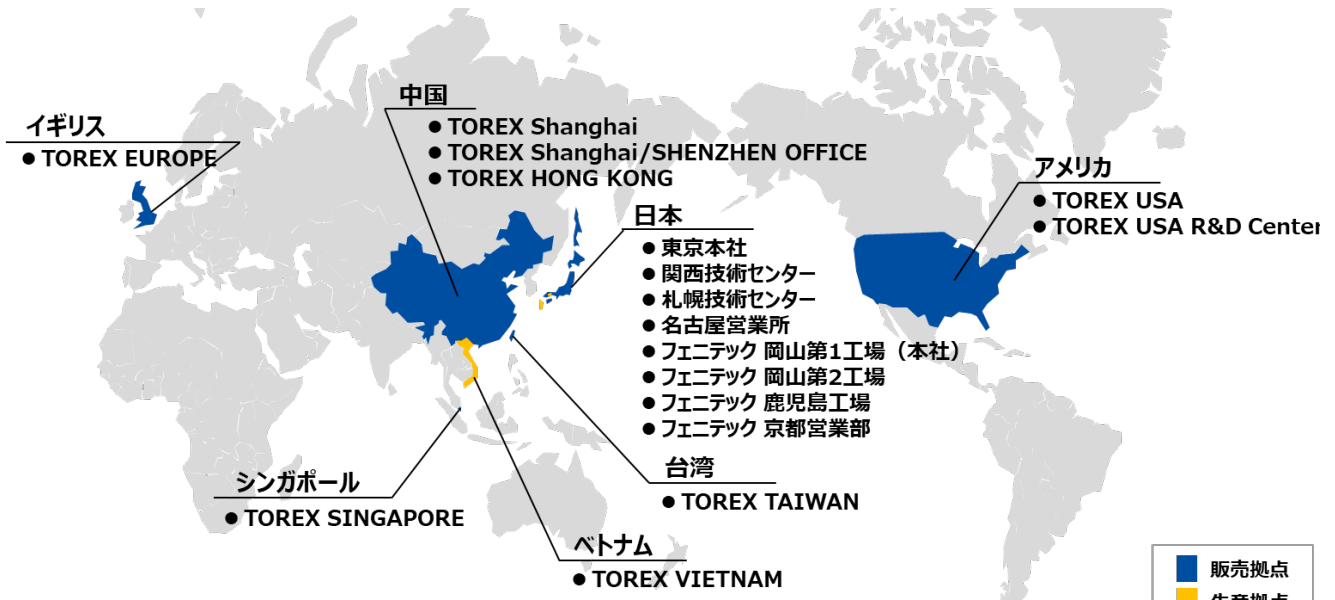 イギリス
● TOREX EUROPE
中国
● TOREX Shanghai
● TOREX Shanghai/SHENZHEN OFFICE
● TOREX HONG KONG
日本
● 東京本社
● 関西技術センター
● 札幌技術センター
● 名古屋営業所
● フェニテック 岡山第1工場（本社）
● フェニテック 岡山第2工場
● フェニテック 鹿児島工場
● フェニテック 京都営業部
アメリカ
● TOREX USA
● TOREX USA R&D Center
台湾
● TOREX TAIWAN
シンガポール
● TOREX SINGAPORE
ベトナム
● TOREX VIETNAM
販売拠点
生産拠点